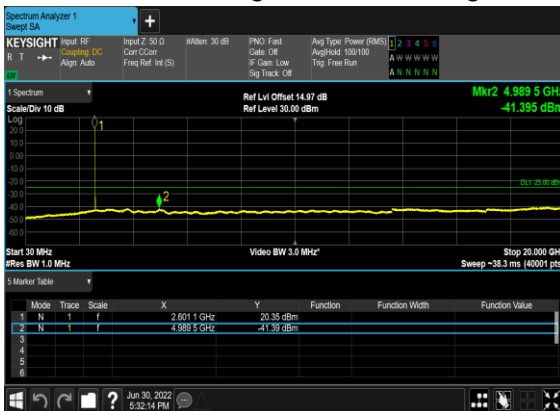 Spectrum Analyzer 1
Swept SA
KEYSIGHT Input: RF Input Z: 50 Ω #Atten: 30 dB PNO: Fast Avg Type: Power (RMS) 1 2 3 4 5 6
R T Coupling: DC Corr CCorr Gate: Off Avg|Hold: 100/100 A W W W W W
Align: Auto Freq Ref: Int (S) IF Gain: Low Trig: Free Run
LV Sig Track: Off A N N N N N
1 Spectrum Ref Lvl Offset 14.97 dB Mkr2 4.989 5 GHz
Scale/Div 10 dB Ref Level 30.00 dBm -41.395 dBm
Log
20.0
10.0
0.00
-10.0
-20.0
-30.0
-40.0
-50.0
-60.0
1
2
DL1 -25.00 dBm
Start 30 MHz Video BW 3.0 MHz* Stop 20.000 GH
#Res BW 1.0 MHz Sweep ~38.3 ms (40001 pts
5 Marker Table
Mode Trace Scale X Y Function Function Width Function Value
1 N 1 f 2.601 1 GHz 20.35 dBm
2 N 1 f 4.989 5 GHz -41.39 dBm
3
4
5
6
? Jun 30, 2022
5:32:14 PM